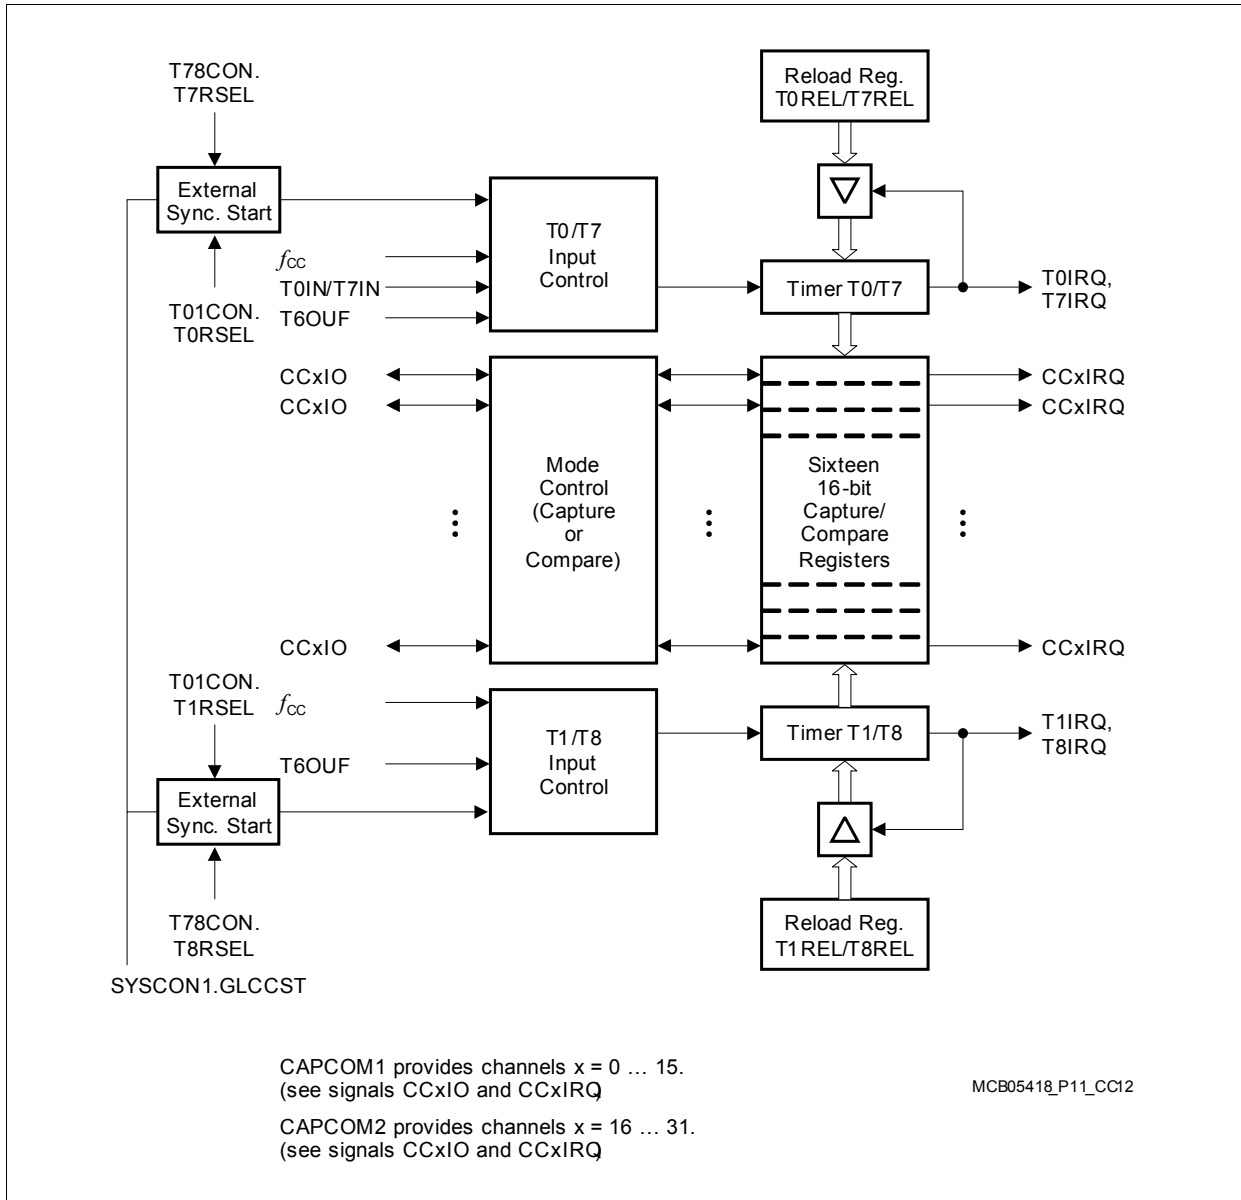 T78CON.
T7RSEL
Reload Reg.
T0REL/T7REL
External
Sync. Start
T0/T7
Input
Control
fCC
T0IN/T7IN
T6OUF
T01CON.
T0RSEL
Timer T0/T7
T0IRQ,
T7IRQ
CCxIO
CCxIO
CCxIRQ
CCxIRQ
Mode
Control
(Capture
or
Compare)
Sixteen
16-bit
Capture/
Compare
Registers
CCxIO
CCxIRQ
T01CON.
T1RSEL
fCC
T6OUF
T1/T8
Input
Control
Timer T1/T8
T1IRQ,
T8IRQ
External
Sync. Start
T78CON.
T8RSEL
Reload Reg.
T1REL/T8REL
SYSCON1.GLCCST
CAPCOM1 provides channels x = 0 … 15.
(see signals CCxIO and CCxIRQ)
CAPCOM2 provides channels x = 16 … 31.
(see signals CCxIO and CCxIRQ)
MCB05418_P11_CC12